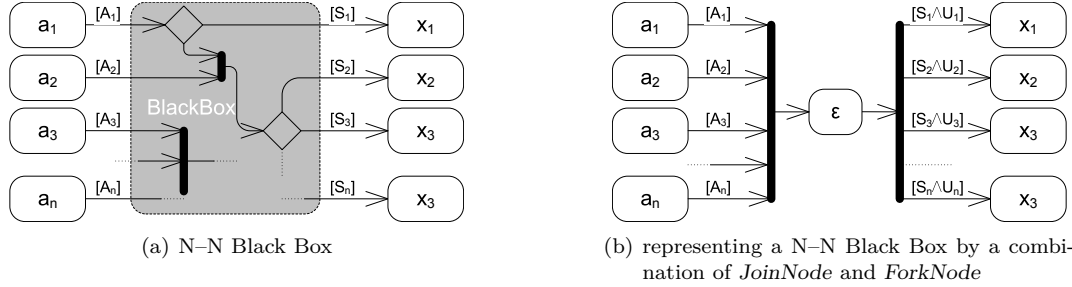 a1 [A1] [S1] x1
a2 [A2] [S2] x2
BlackBox
a3 [A3] [S3] x3
an [An] [Sn] x3
(a) N–N Black Box
a1 [A1] [S1∧U1] x1
a2 [A2] [S2∧U2] x2
ε
a3 [A3] [S3∧U3] x3
an [An] [Sn∧Un] x3
(b) representing a N–N Black Box by a combi-
nation of JoinNode and ForkNode